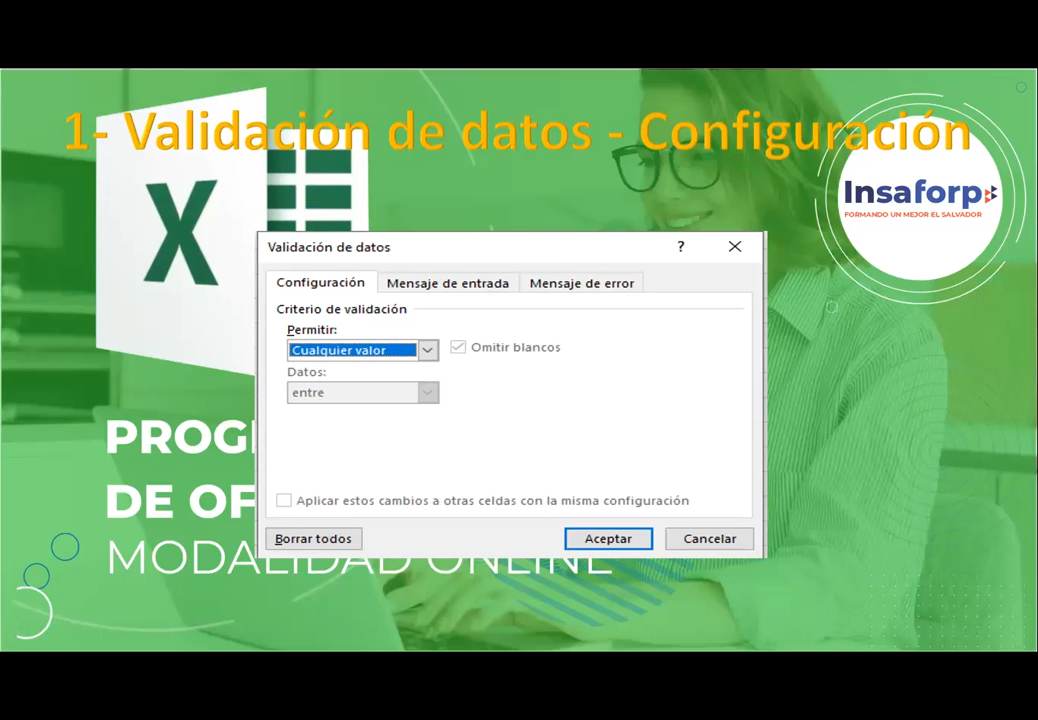 1- Validación de datos - Configuración
X
Insaforp
FORMANDO UN MEJOR EL SALVADOR
Validación de datos
?
Configuración
Mensaje de entrada
Mensaje de error
Criterio de validación
Permitir:
Cualquier valor
Omitir blancos
Datos:
entre
Aplicar estos cambios a otras celdas con la misma configuración
Borrar todos
Aceptar
Cancelar
DE
MODALIDAD ONLINE